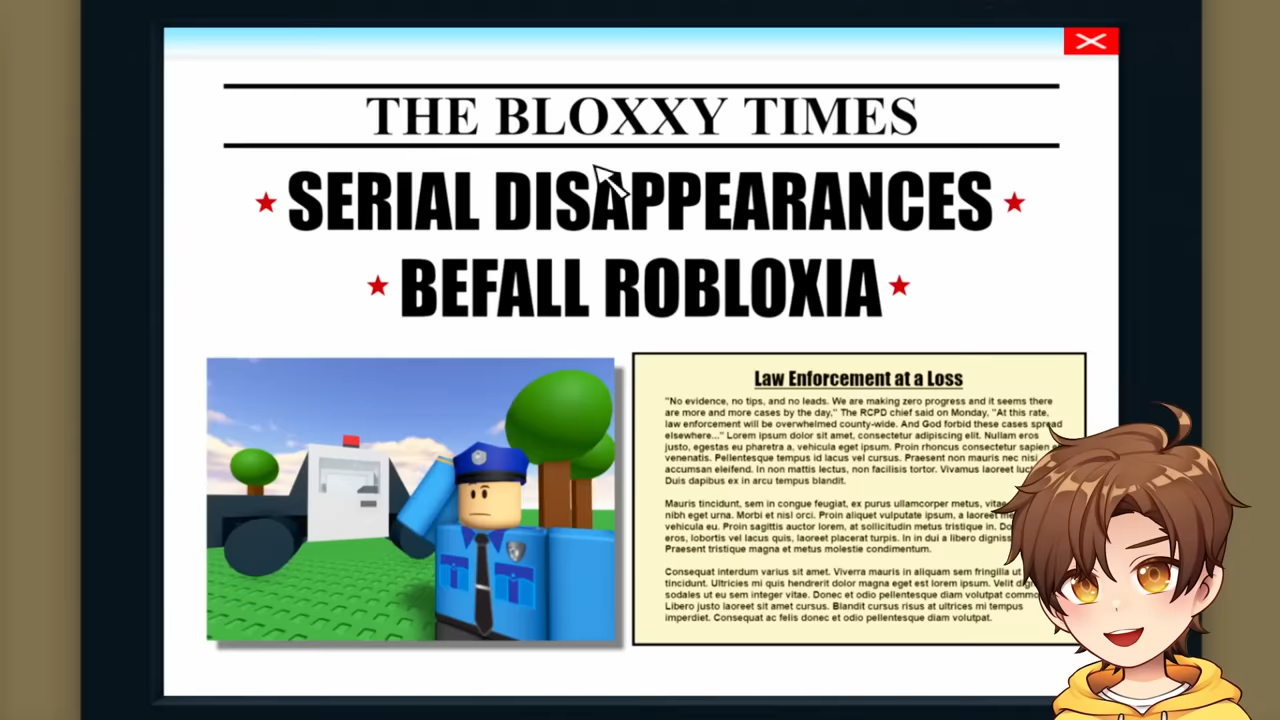 THE BLOXXY TIMES
SERIAL DISAPPEARANCES
BEFALL ROBLOXIA
Law Enforcement at a Loss
"No evidence, no tips, and no leads. We are making zero progress and it seems there
are more and more cases by the day," The RCPD chief said on Monday, "At this rate,
law enforcement will be overwhelmed county-wide. And God forbid these cases spread
elsewhere..." Lorem ipsum dolor sit amet, consectetur adipiscing elit. Nullam eros
justo, egestas eu pharetra a, vehicula eget ipsum. Proin rhoncus consectetur sapien
venenatis. Pellentesque tempus id lacus vel cursus. Praesent non mauris nec nisi
accumsan eleifend. In non mattis lectus, non facilisis tortor. Vivamus laoreet
Duis dapibus ex in arcu tempus blandit.
Mauris tincidunt, sem in congue feugiat, ex purus ullamcorper metus,
nibh eget urna. Morbi et nisl orci. Proin aliquet vulputate ipsum, a laoreet
vehicula eu. Proin sagittis auctor lorem, at sollicitudin metus tristique in.
eros, lobortis vel lacus quis, laoreet placerat turpis. In in dui a libero
Praesent tristique magna et metus molestie condimentum.
Consequat interdum varius sit amet. Viverra mauris in aliquam sem fringilla ut
tincidunt. Ultricies mi quis hendrerit dolor magna eget est lorem ipsum. Velit
sodales ut eu sem integer vitae. Donec et odio pellentesque diam volutpat
Libero justo laoreet sit amet cursus. Blandit cursus risus at ultrices mi tempus
imperdiet. Consequat ac felis donec et odio pellentesque diam volutpat.